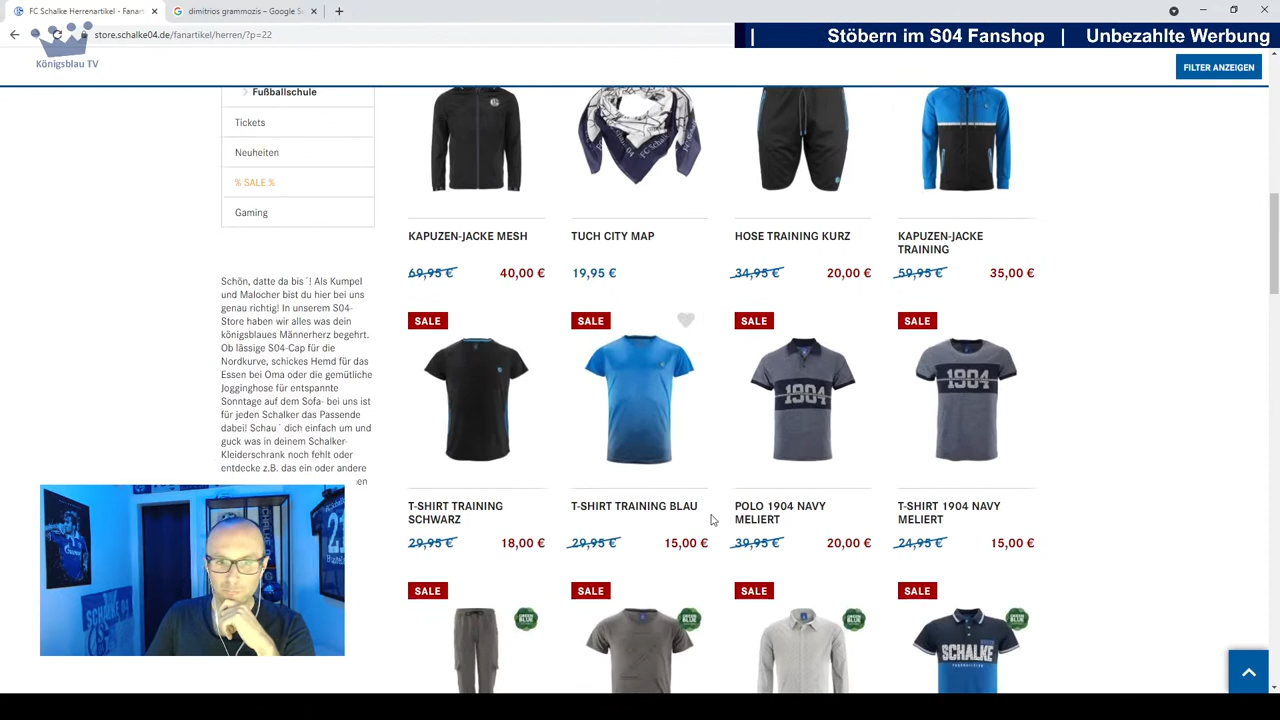 FC Schalke Herrenartikel - Fanart
dimitrios grammozis – Google Su
store.schalke04.de/fanartikel/herren/?p=22
| Stöbern im S04 Fanshop | Unbezahlte Werbung
Königsblau TV
FILTER ANZEIGEN
Fußballschule
Tickets
Neuheiten
% SALE %
Gaming
Schön, datte da bis´! Als Kumpel
und Malocher bist du hier bei uns
genau richtig! In unserem S04-
Store haben wir alles was dein
königsblaues Männerherz begehrt.
Ob lässige S04-Cap für die
Nordkurve, schickes Hemd für das
Essen bei Oma oder die gemütliche
Jogginghose für entspannte
Sonntage auf dem Sofa- bei uns ist
für jeden Schalker das Passende
dabei! Schau´ dich einfach um und
guck was in deinem Schalker-
Kleiderschrank noch fehlt oder
entdecke z.B. das ein oder andere
KAPUZEN-JACKE MESH
69,95 € 40,00 €
TUCH CITY MAP
19,95 €
HOSE TRAINING KURZ
34,95 € 20,00 €
KAPUZEN-JACKE
TRAINING
59,95 € 35,00 €
SALE
T-SHIRT TRAINING
SCHWARZ
29,95 € 18,00 €
SALE
T-SHIRT TRAINING BLAU
29,95 € 15,00 €
SALE
1904
POLO 1904 NAVY
MELIERT
39,95 € 20,00 €
SALE
1904
T-SHIRT 1904 NAVY
MELIERT
24,95 € 15,00 €
SALE
SALE
SALE
SALE
SCHALKE
SCHALKE 04